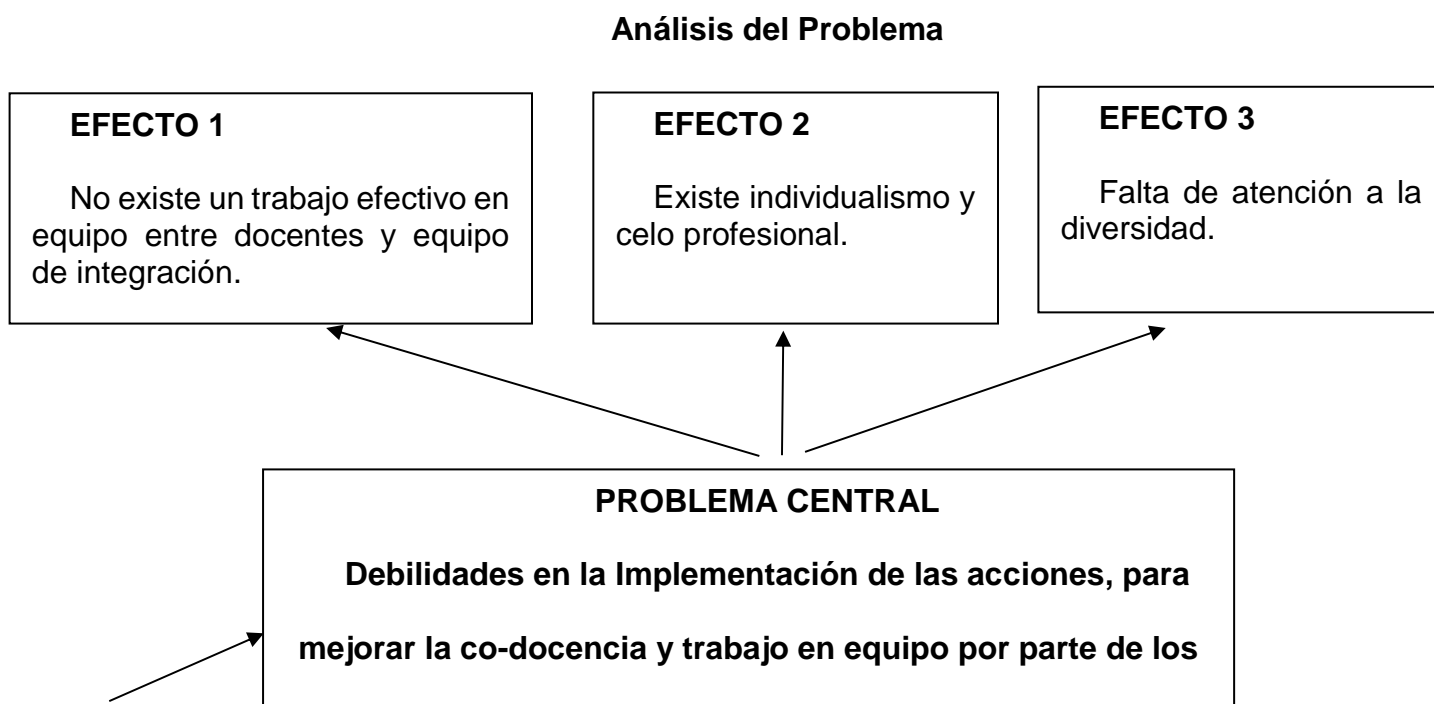 Análisis del Problema
EFECTO 1
No existe un trabajo efectivo en
equipo entre docentes y equipo
de integración.
EFECTO 2
Existe individualismo y
celo profesional.
EFECTO 3
Falta de atención a la
diversidad.
PROBLEMA CENTRAL
Debilidades en la Implementación de las acciones, para
mejorar la co-docencia y trabajo en equipo por parte de los